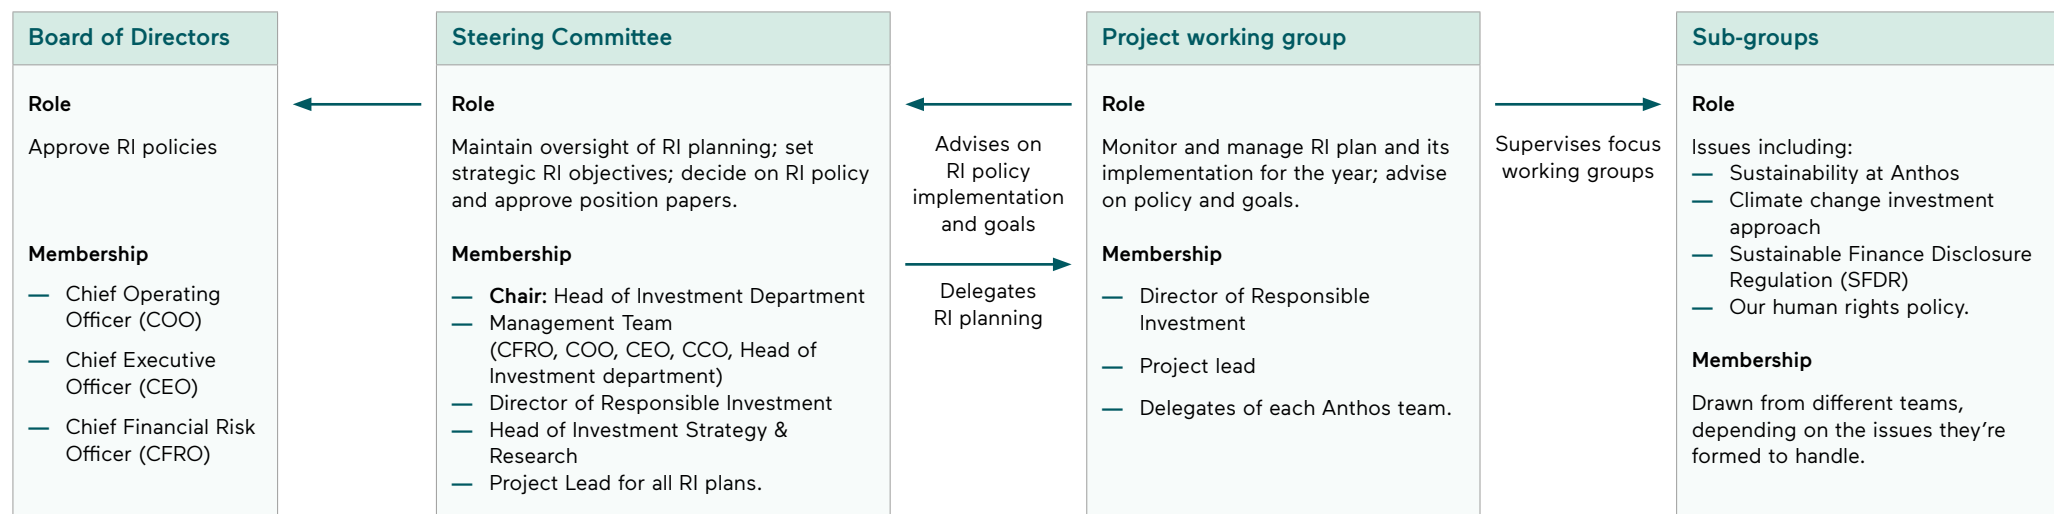 Board of Directors
Role
Approve RI policies
Membership
— Chief Operating
Officer (COO)
— Chief Executive
Officer (CEO)
— Chief Financial Risk
Officer (CFRO)
Steering Committee
Role
Maintain oversight of RI planning; set
strategic RI objectives; decide on RI policy
and approve position papers.
Membership
— Chair: Head of Investment Department
— Management Team
(CFRO, COO, CEO, CCO, Head of
Investment department)
— Director of Responsible Investment
— Head of Investment Strategy &
Research
— Project Lead for all RI plans.
Advises on
RI policy
implementation
and goals
Delegates
RI planning
Project working group
Role
Monitor and manage RI plan and its
implementation for the year; advise
on policy and goals.
Membership
— Director of Responsible
Investment
— Project lead
— Delegates of each Anthos team.
Supervises focus
working groups
Sub-groups
Role
Issues including:
— Sustainability at Anthos
— Climate change investment
approach
— Sustainable Finance Disclosure
Regulation (SFDR)
— Our human rights policy.
Membership
Drawn from different teams,
depending on the issues they're
formed to handle.